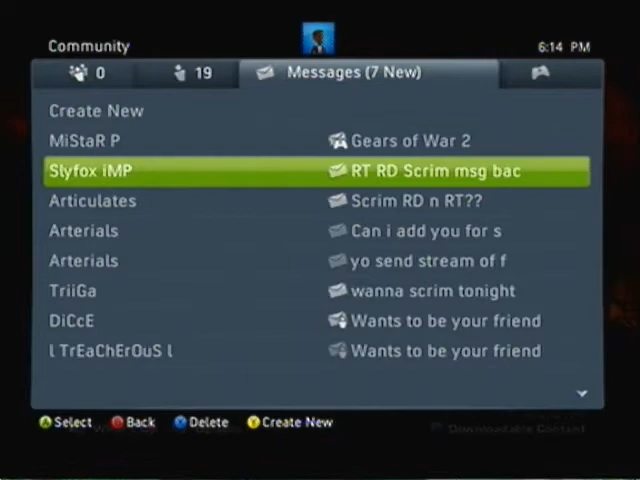 Community
6:14 PM
0
19
Messages (7 New)
Create New
MiStaR P Gears of War 2
Slyfox iMP RT RD Scrim msg bac
Articulates Scrim RD n RT??
Arterials Can i add you for s
Arterials yo send stream of f
TriiGa wanna scrim tonight
DiCcE Wants to be your friend
l TrEaChErOuS l Wants to be your friend
A Select B Back X Delete Y Create New
Downloadable Content